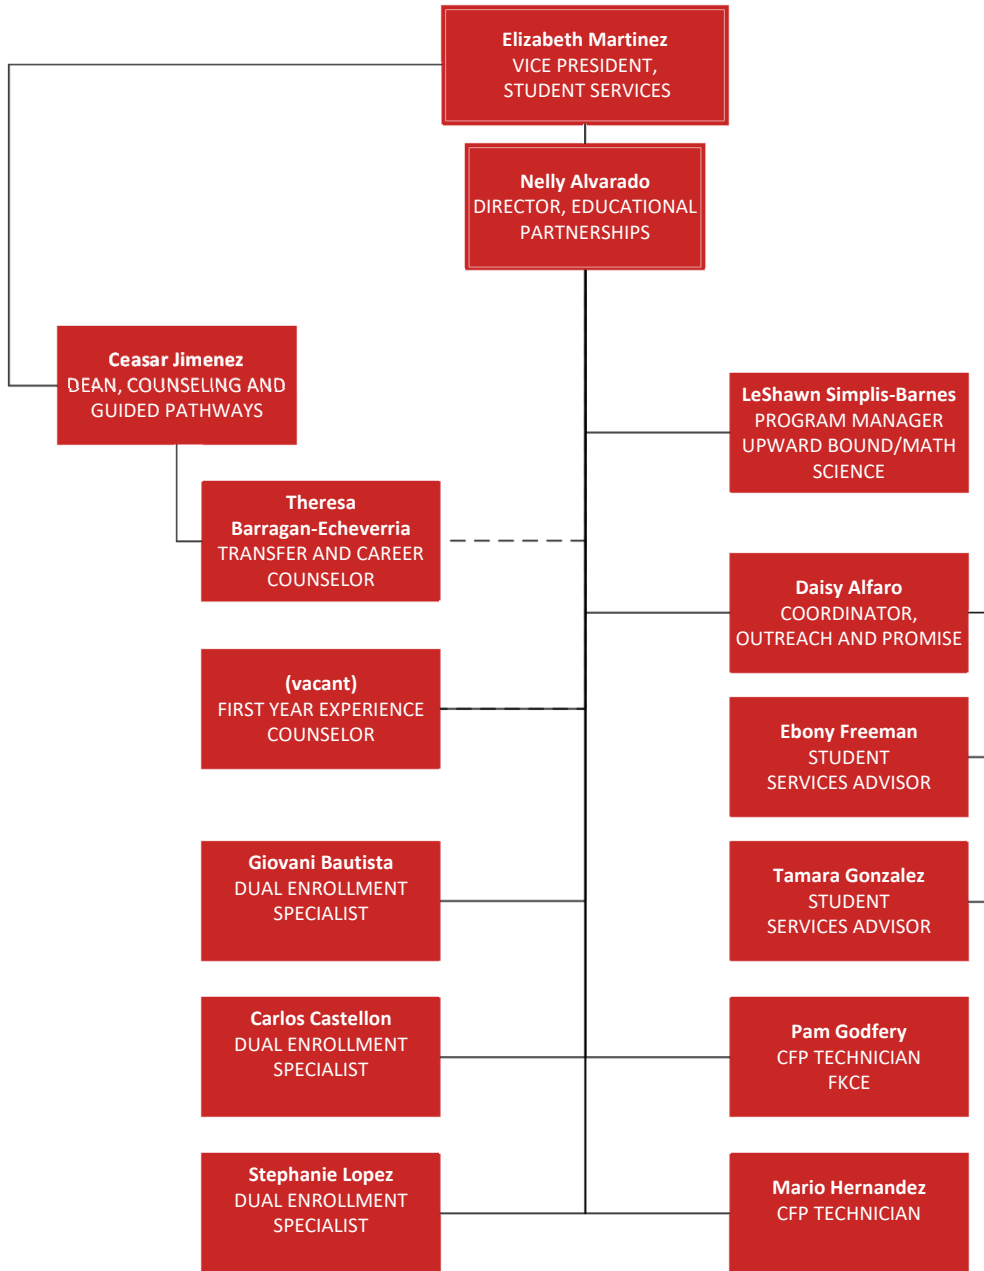 Elizabeth Martinez
VICE PRESIDENT,
STUDENT SERVICES
Nelly Alvarado
DIRECTOR, EDUCATIONAL
PARTNERSHIPS
Ceasar Jimenez
DEAN, COUNSELING AND
GUIDED PATHWAYS
LeShawn Simplis-Barnes
PROGRAM MANAGER
UPWARD BOUND/MATH
SCIENCE
Theresa
Barragan-Echeverria
TRANSFER AND CAREER
COUNSELOR
Daisy Alfaro
COORDINATOR,
OUTREACH AND PROMISE
(vacant)
FIRST YEAR EXPERIENCE
COUNSELOR
Ebony Freeman
STUDENT
SERVICES ADVISOR
Giovani Bautista
DUAL ENROLLMENT
SPECIALIST
Tamara Gonzalez
STUDENT
SERVICES ADVISOR
Carlos Castellon
DUAL ENROLLMENT
SPECIALIST
Pam Godfery
CFP TECHNICIAN
FKCE
Stephanie Lopez
DUAL ENROLLMENT
SPECIALIST
Mario Hernandez
CFP TECHNICIAN